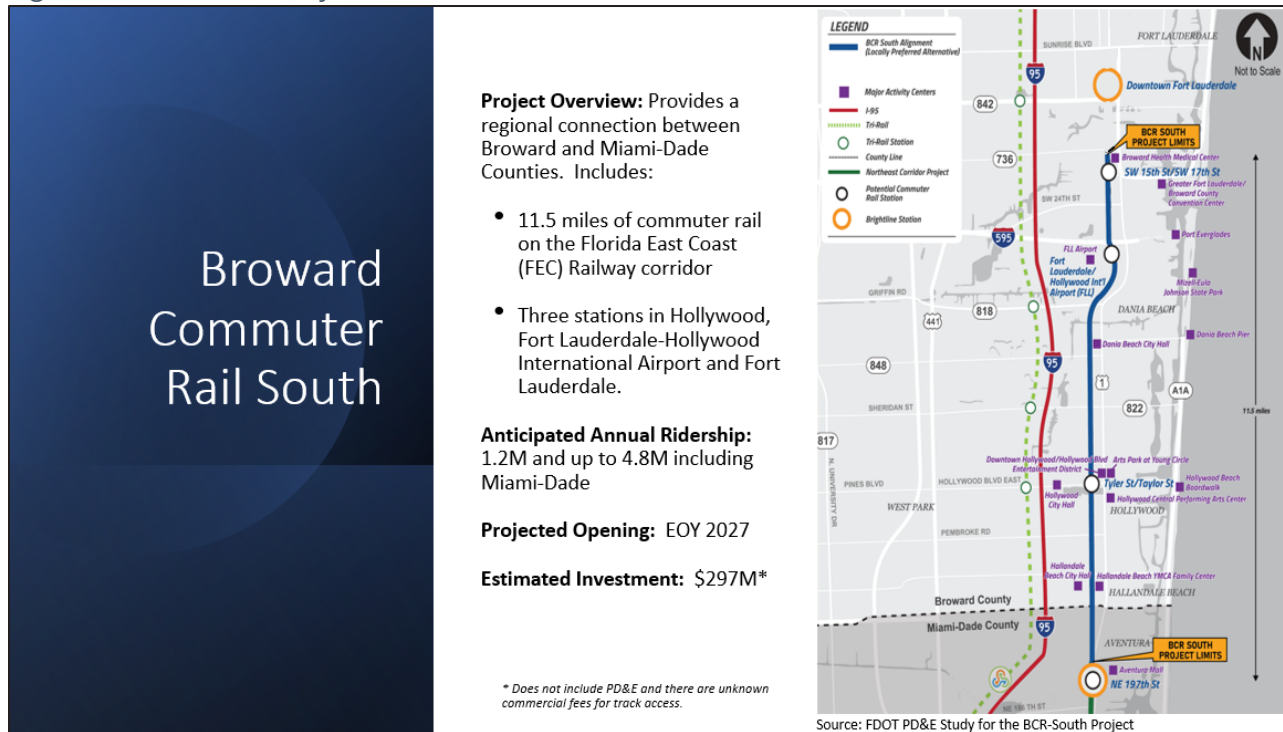 Broward
Commuter
Rail South
Project Overview: Provides a
regional connection between
Broward and Miami-Dade
Counties. Includes:
• 11.5 miles of commuter rail
on the Florida East Coast
(FEC) Railway corridor
• Three stations in Hollywood,
Fort Lauderdale-Hollywood
International Airport and Fort
Lauderdale.
Anticipated Annual Ridership:
1.2M and up to 4.8M including
Miami-Dade
Projected Opening: EOY 2027
Estimated Investment: $297M*
* Does not include PD&E and there are unknown
commercial fees for track access.
LEGEND
BCR South Alignment
(Locally Preferred Alternative)
Major Activity Centers
I-95
Tri-Rail
Tri-Rail Station
County Line
Northeast Corridor Project
Potential Commuter
Rail Station
Brightline Station
N
Not to Scale
FORT LAUDERDALE
SUNRISE BLVD
95
Downtown Fort Lauderdale
842
BCR SOUTH
PROJECT LIMITS
736
Broward Health Medical Center
SW 15th St/SW 17th St
Greater Fort Lauderdale/
Broward County
Convention Center
SW 24TH ST
595
Port Everglades
FLL Airport
Fort
Lauderdale/
Hollywood Int'l
Airport (FLL)
Mizell-Eula
Johnson State Park
GRIFFIN RD
818
DANIA BEACH
441
Dania Beach Pier
Dania Beach City Hall
848
95
1
A1A
SHERIDAN ST
822
11.5 miles
817
N. UNIVERSITY DR
Downtown Hollywood/Hollywood Blvd
Entertainment District
Arts Park at Young Circle
PINES BLVD
HOLLYWOOD BLVD EAST
Tyler St/Taylor St
Hollywood Beach
Boardwalk
Hollywood
City Hall
Hollywood Central Performing Arts Center
WEST PARK
HOLLYWOOD
PEMBROKE RD
Hallandale
Beach City Hall
Hallandale Beach YMCA Family Center
HALLANDALE BEACH
Broward County
Miami-Dade County
95
AVENTURA
BCR SOUTH
PROJECT LIMITS
Aventura Mall
NE 197th St
NE 186 TH ST
Source: FDOT PD&E Study for the BCR-South Project